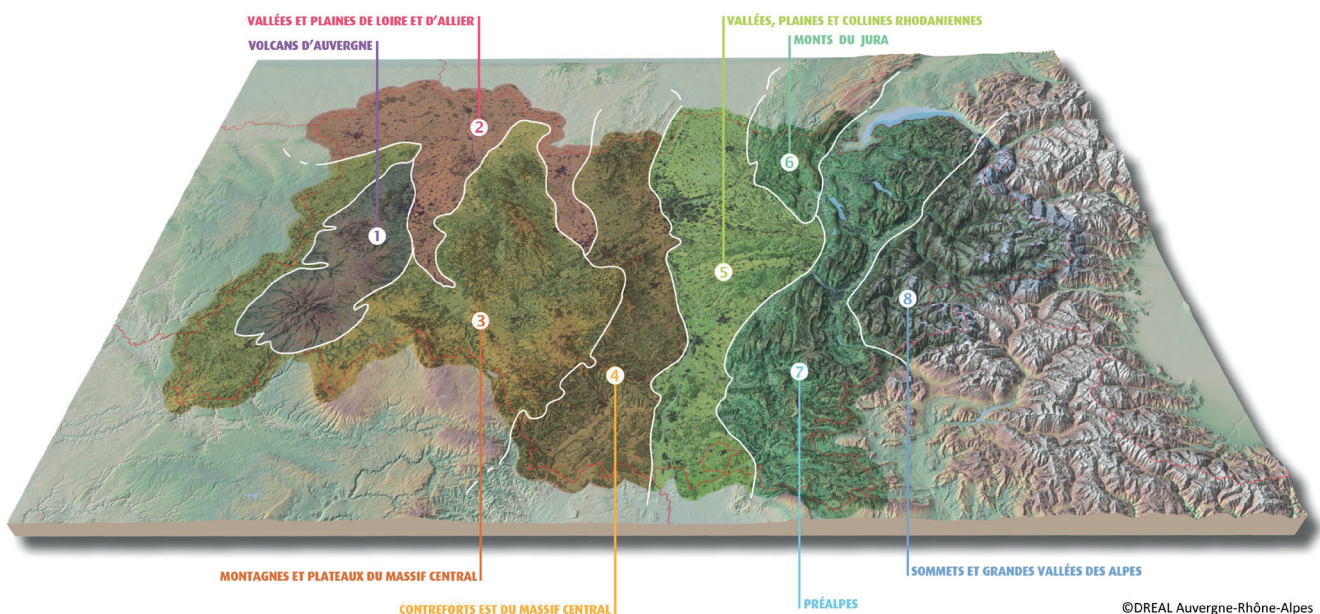 VALLÉES ET PLAINES DE LOIRE ET D'ALLIER
VALLÉES, PLAINES ET COLLINES RHODANIENNES
VOLCANS D'AUVERGNE
MONTS DU JURA
2
6
1
5
8
3
4
7
MONTAGNES ET PLATEAUX DU MASSIF CENTRAL
SOMMETS ET GRANDES VALLÉES DES ALPES
CONTREFORTS EST DU MASSIF CENTRAL
PRÉALPES
©DREAL Auvergne-Rhône-Alpes